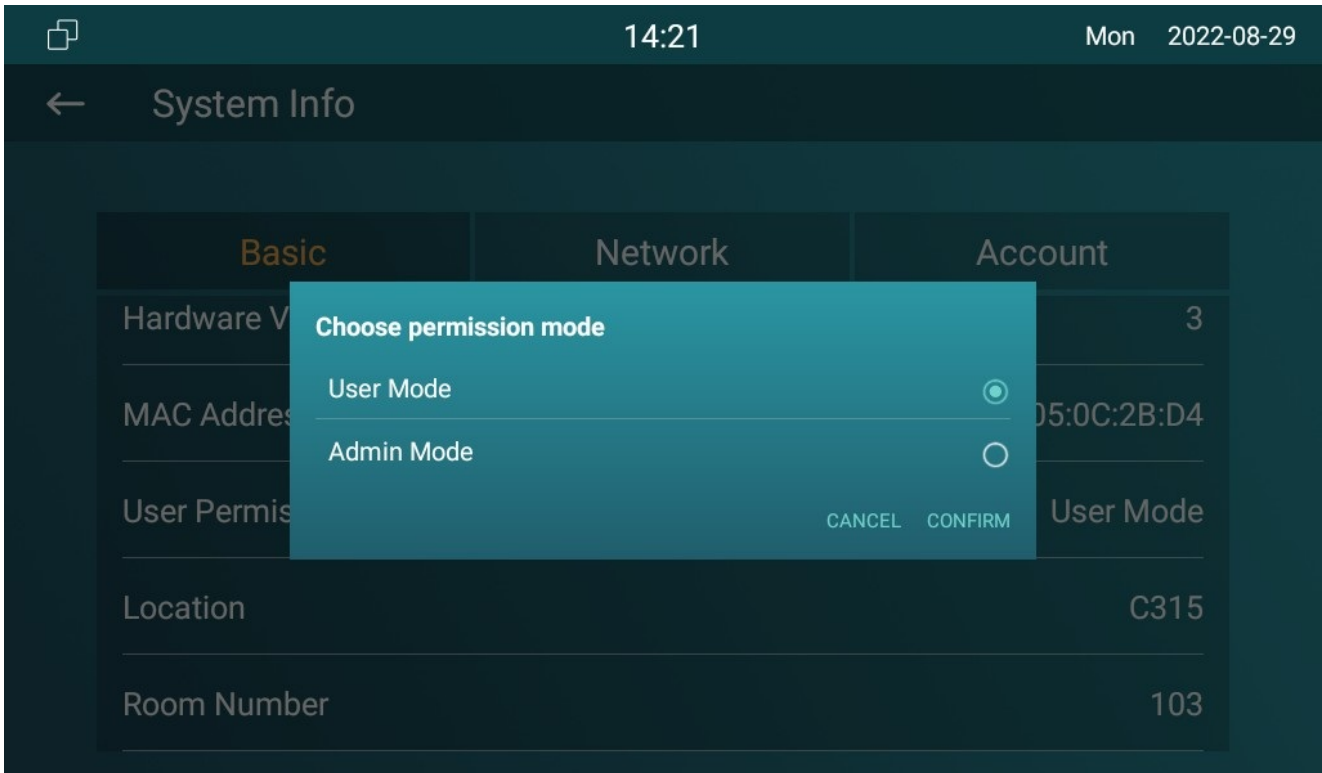 14:21 Mon 2022-08-29
System Info
Basic Network Account
Hardware V 3
Choose permission mode
User Mode
MAC Addres 05:0C:2B:D4
Admin Mode
User Permis User Mode
CANCEL CONFIRM
Location C315
Room Number 103